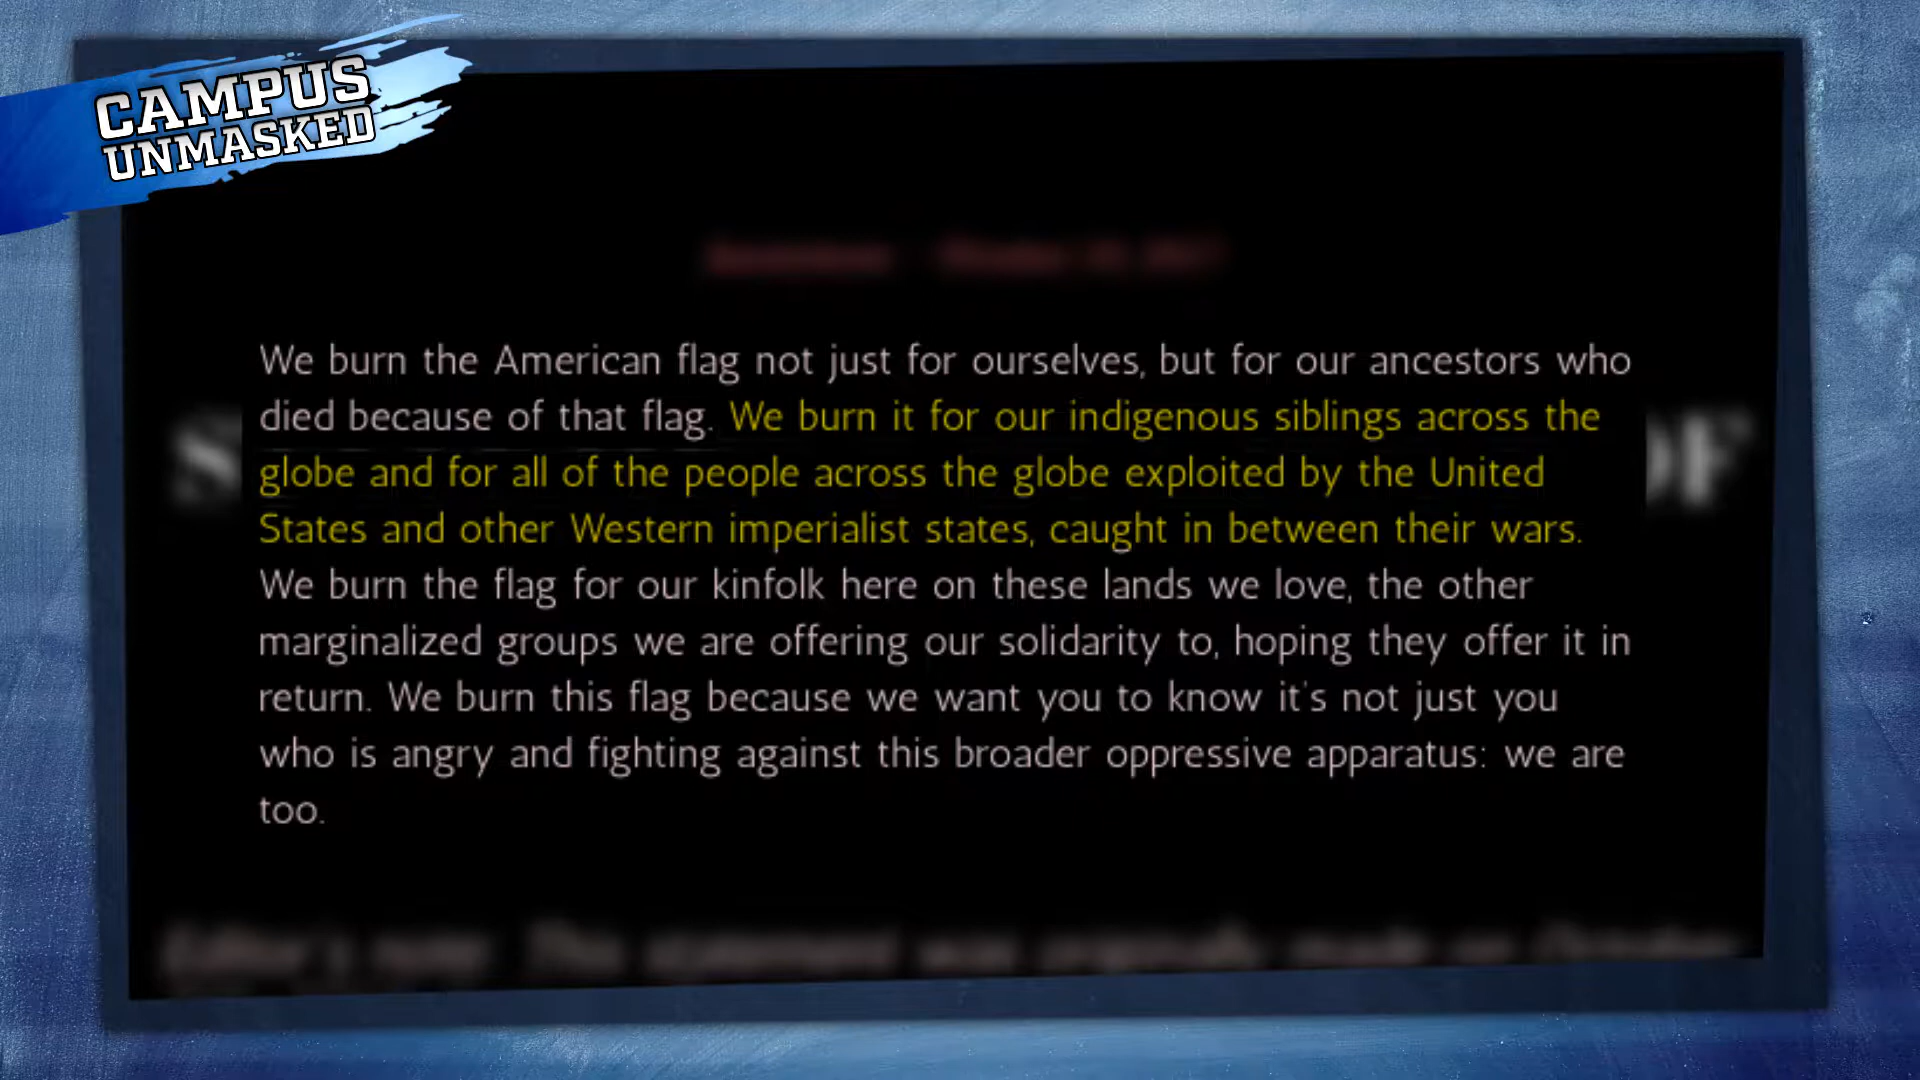 CAMPUS
UNMASKED
We burn the American flag not just for ourselves, but for our ancestors who
died because of that flag. We burn it for our indigenous siblings across the
globe and for all of the people across the globe exploited by the United
States and other Western imperialist states, caught in between their wars.
We burn the flag for our kinfolk here on these lands we love, the other
marginalized groups we are offering our solidarity to, hoping they offer it in
return. We burn this flag because we want you to know it's not just you
who is angry and fighting against this broader oppressive apparatus: we are
too.